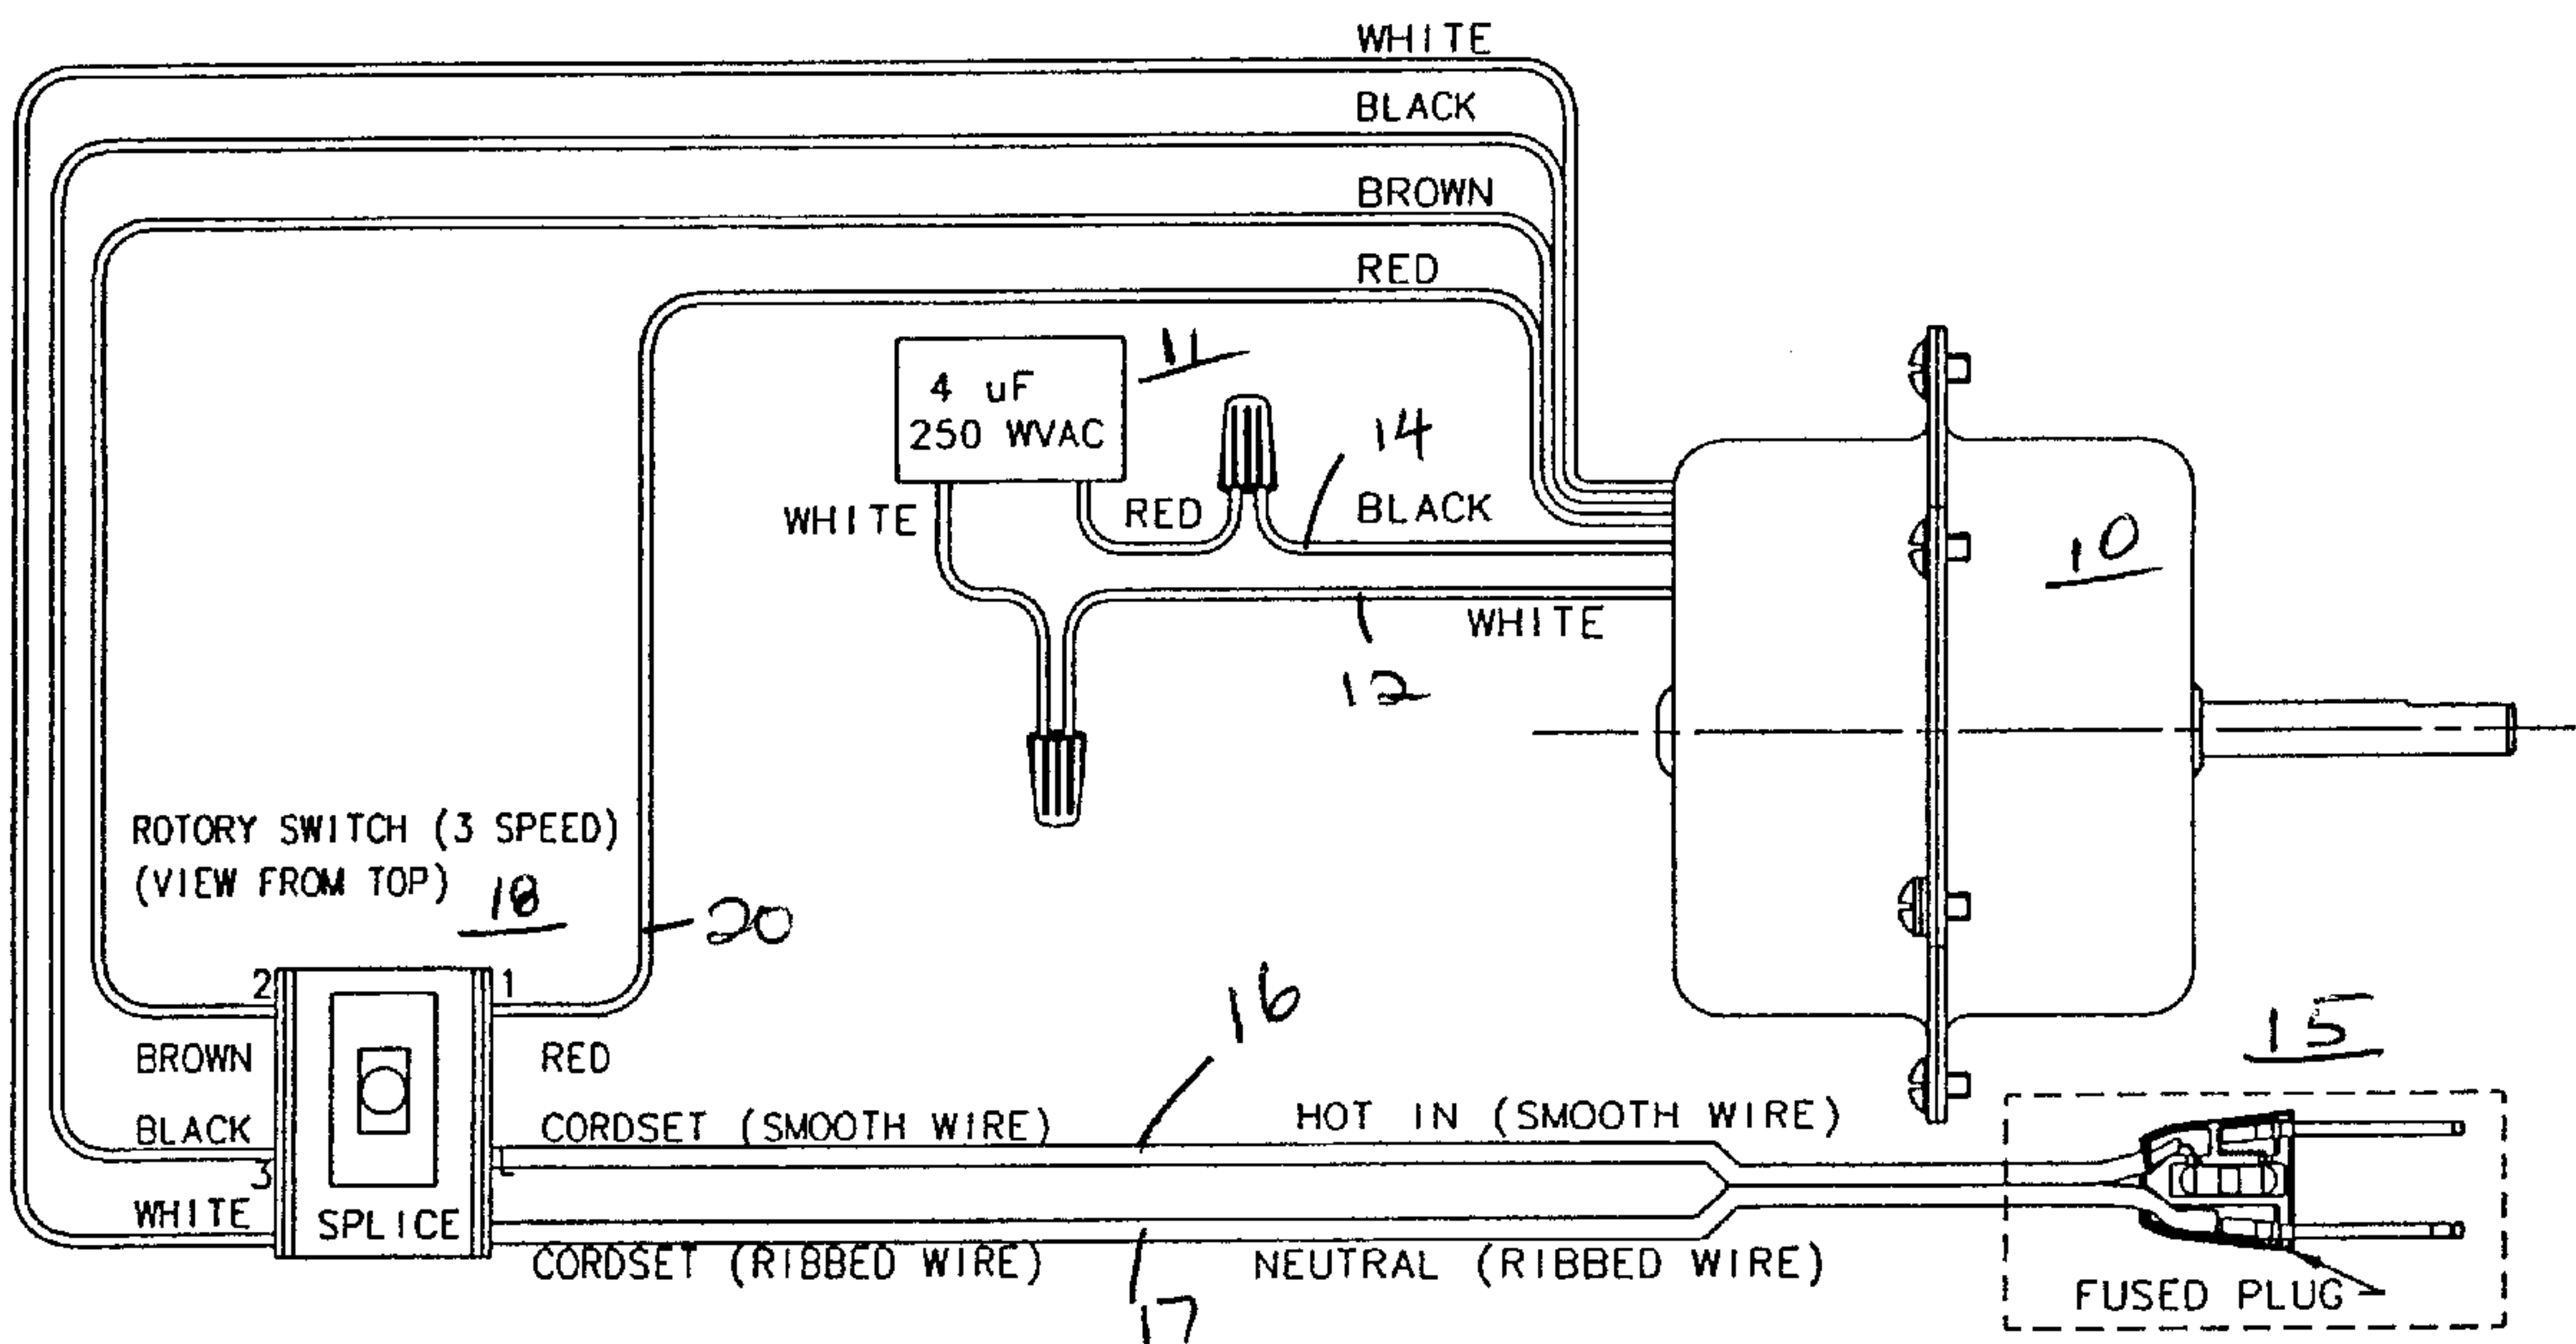 WHITE
BLACK
BROWN
RED
11
4 uF
250 WVAC
14
WHITE
RED
BLACK
10
WHITE
12
ROTORY SWITCH (3 SPEED)
(VIEW FROM TOP)
18
20
2
1
16
15
BROWN
RED
BLACK
CORDSET (SMOOTH WIRE)
HOT IN (SMOOTH WIRE)
L
3
WHITE
SPLICE
CORDSET (RIBBED WIRE)
NEUTRAL (RIBBED WIRE)
FUSED PLUG
17